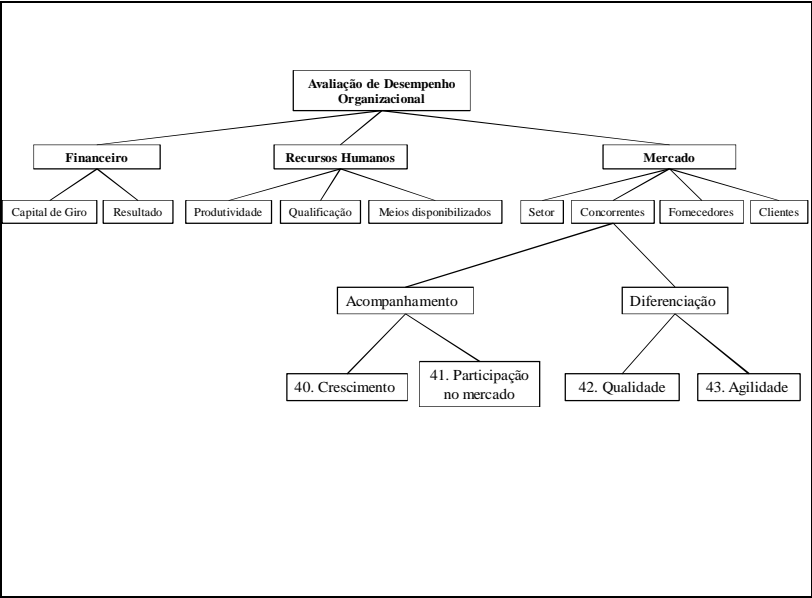 Avaliação de Desempenho
Organizacional
Financeiro
Recursos Humanos
Mercado
Capital de Giro
Resultado
Produtividade
Qualificação
Meios disponibilizados
Setor
Concorrentes
Fornecedores
Clientes
Acompanhamento
Diferenciação
40. Crescimento
41. Participação
no mercado
42. Qualidade
43. Agilidade